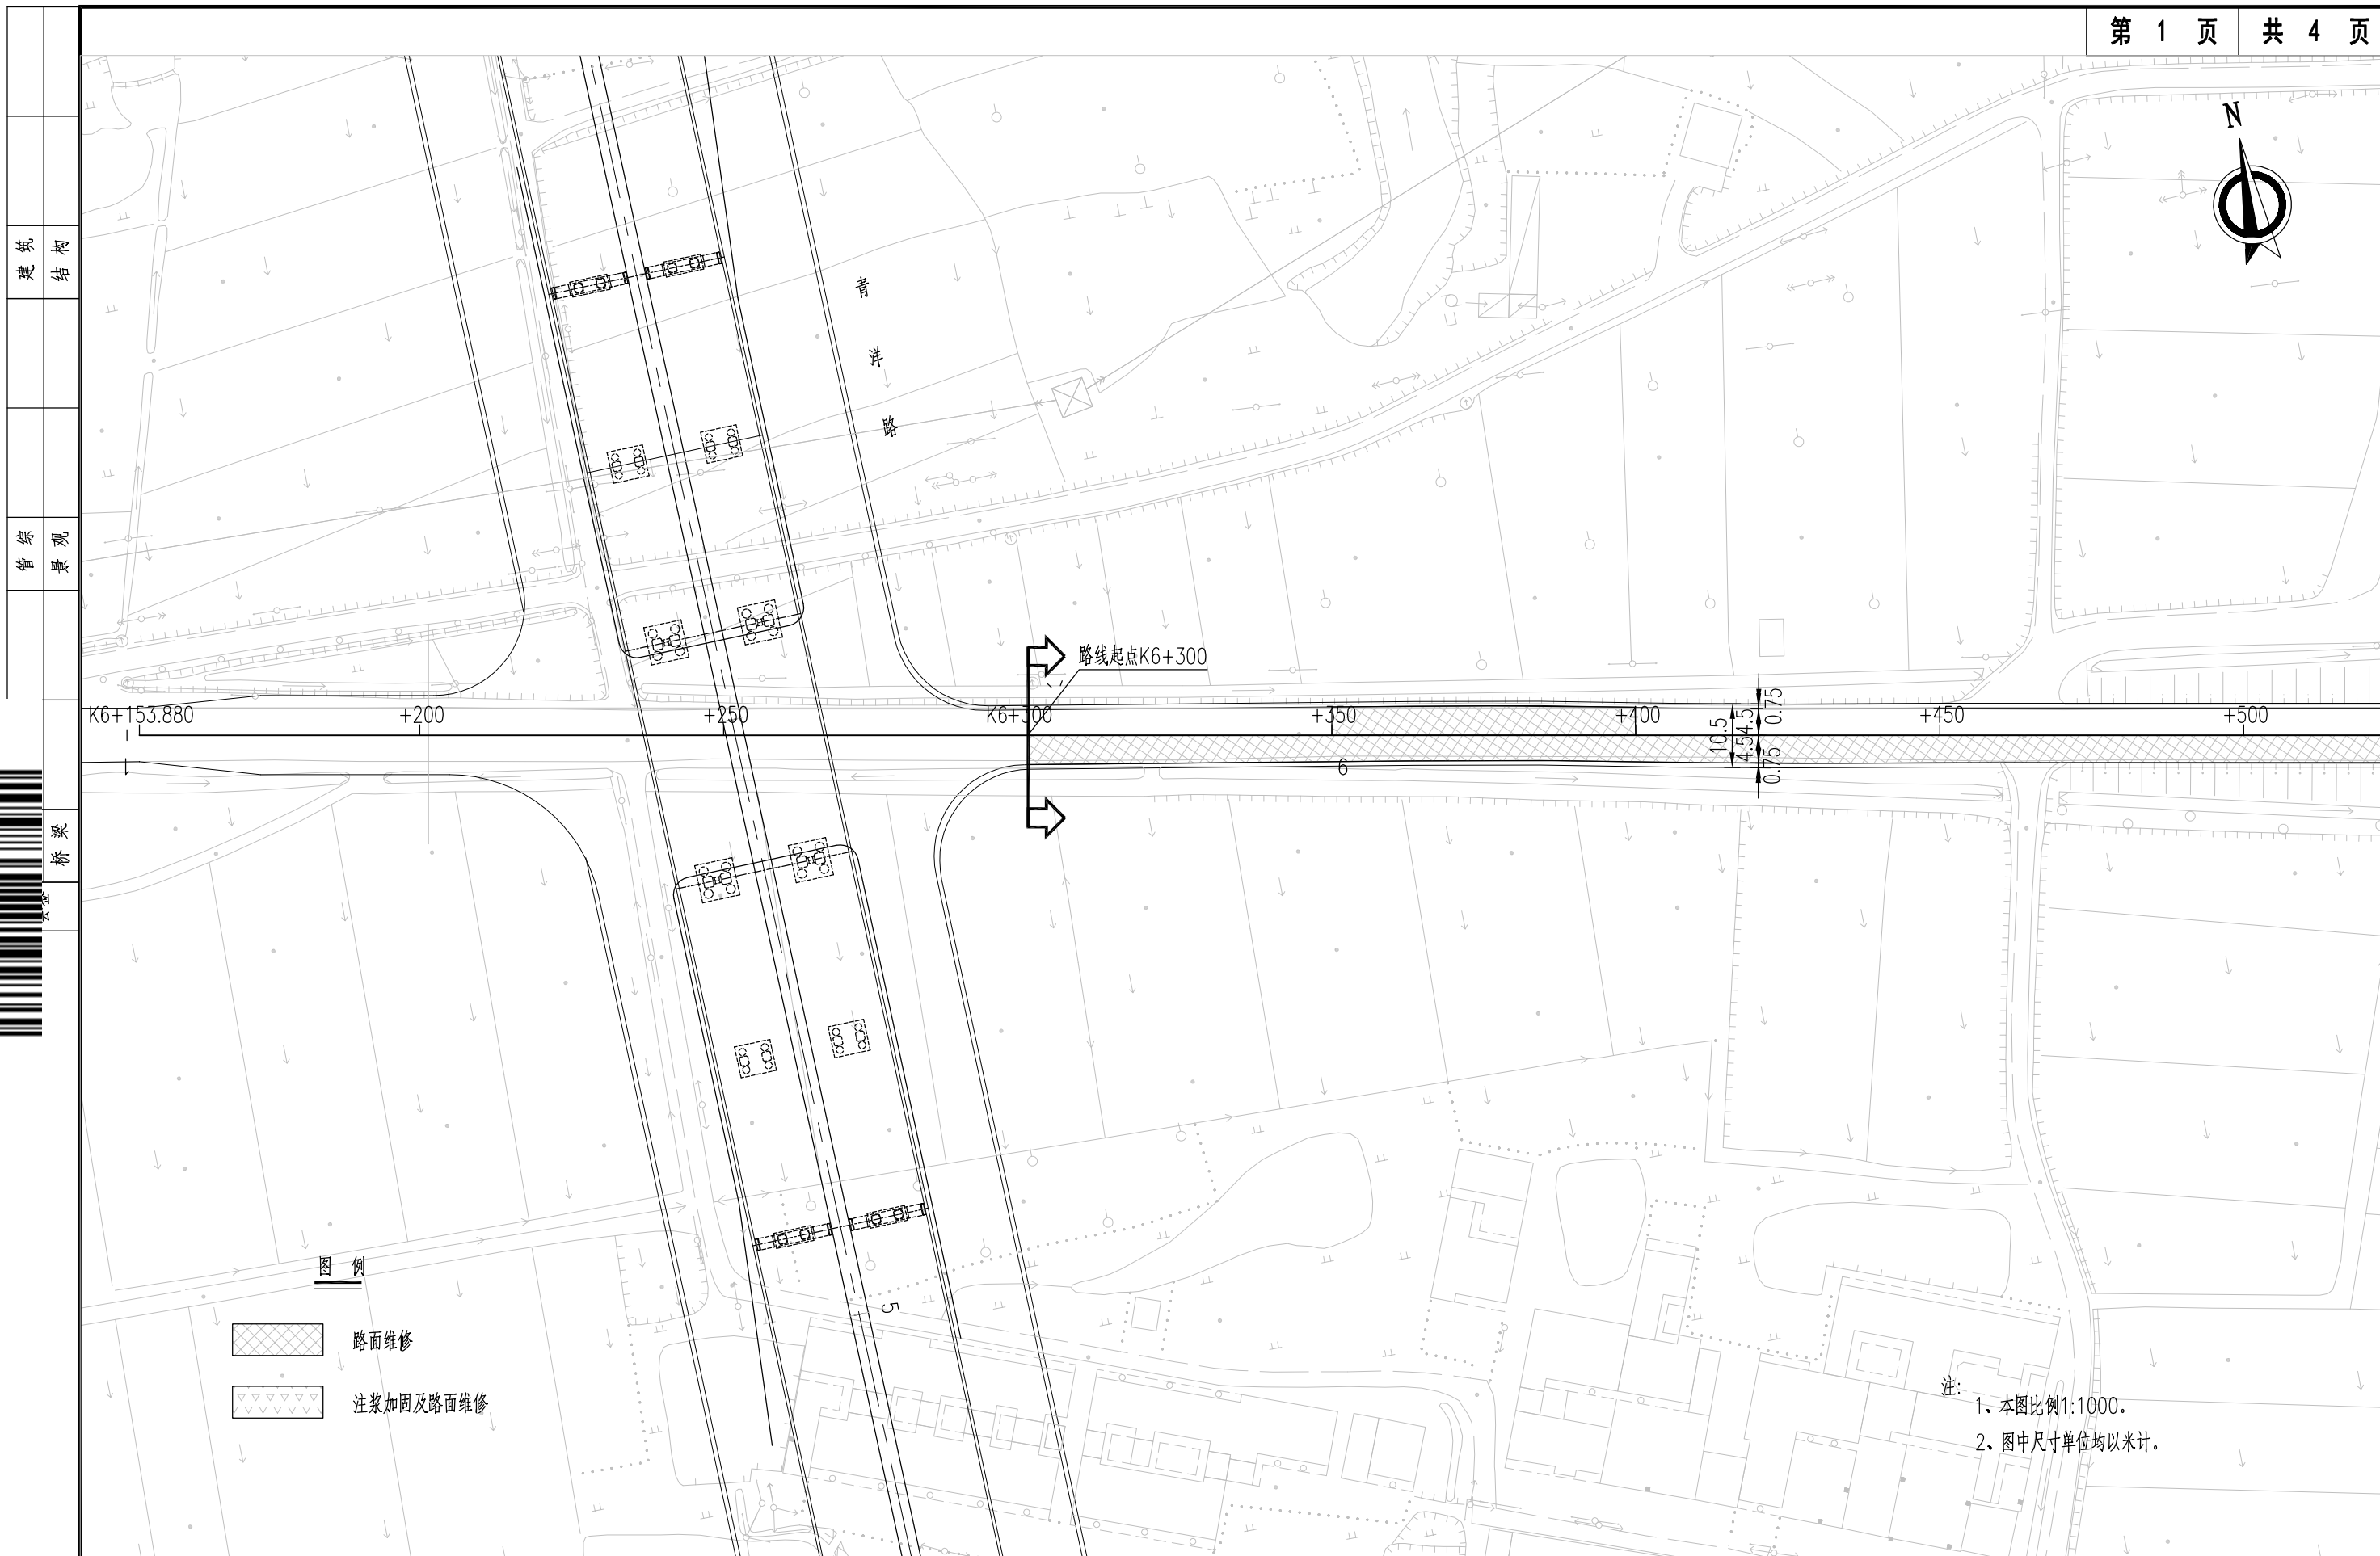 第 1 页 共 4 页
N
建筑
结构
管综
景观
桥梁
青洋路
路线起点K6+300
K6+153.880
+200
+250
K6+300
+350
+400
+450
+500
10.5
4.5
4.5
0.75
0.75
6
5
图 例
路面维修
注浆加固及路面维修
注:
1、本图比例1:1000。
2、图中尺寸单位均以米计。